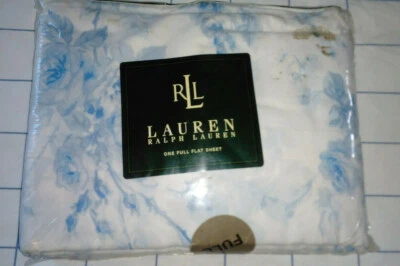 RLL
LAUREN
RALPH LAUREN
ONE FULL FLAT SHEET
FULL